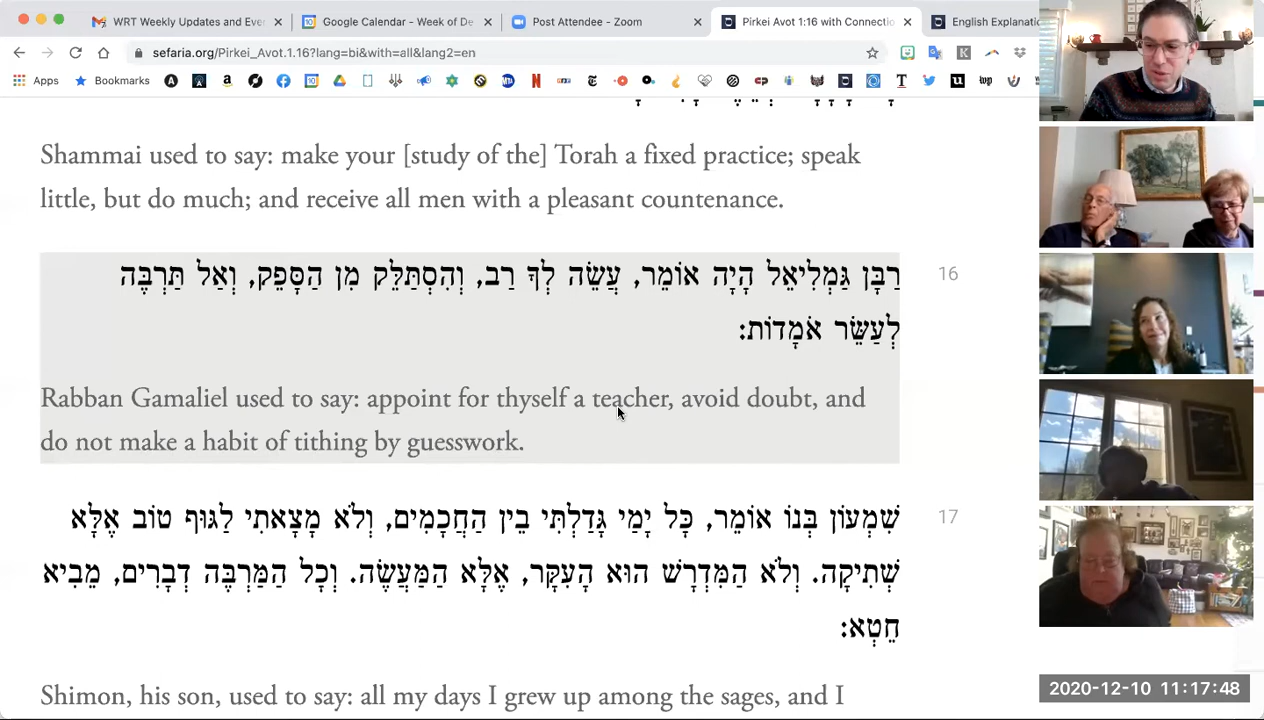 WRT Weekly Updates and Eve
Google Calendar - Week of De
Post Attendee - Zoom
Pirkei Avot 1:16 with Connectio
English Explanation
sefaria.org/Pirkei_Avot.1.16?lang=bi&with=all&lang2=en
Apps
Bookmarks
Shammai used to say: make your [study of the] Torah a fixed practice; speak
little, but do much; and receive all men with a pleasant countenance.
רַבָּן גַּמְלִיאֵל הָיָה אוֹמֵר, עֲשֵׂה לְךָ רַב, וְהִסְתַּלֵּק מִן הַסָּפֵק, וְאַל תַּרְבֶּה
16
לְעַשֵּׂר אֹמָדוֹת:
Rabban Gamaliel used to say: appoint for thyself a teacher, avoid doubt, and
do not make a habit of tithing by guesswork.
שִׁמְעוֹן בְּנוֹ אוֹמֵר, כָּל יָמַי גָּדַלְתִּי בֵין הַחֲכָמִים, וְלֹא מָצָאתִי לַגּוּף טוֹב אֶלָּא
17
שְׁתִיקָה. וְלֹא הַמִּדְרָשׁ הוּא הָעִקָּר, אֶלָּא הַמַּעֲשֶׂה. וְכָל הַמַּרְבֶּה דְבָרִים, מֵבִיא
חֵטְא:
Shimon, his son, used to say: all my days I grew up among the sages, and I
2020-12-10 11:17:48